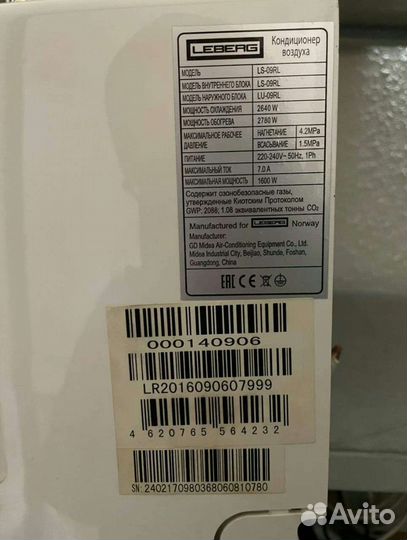 LEBERG Кондиционер воздуха
МОДЕЛЬ LS-09RL
МОДЕЛЬ ВНУТРЕННЕГО БЛОКА LS-09RL
МОДЕЛЬ НАРУЖНОГО БЛОКА LU-09RL
МОЩНОСТЬ ОХЛАЖДЕНИЯ 2640 W
МОЩНОСТЬ ОБОГРЕВА 2780 W
МАКСИМАЛЬНОЕ РАБОЧЕЕ ДАВЛЕНИЕ НАГНЕТАНИЕ 4.2MPa
ВСАСЫВАНИЕ 1.5MPa
ПИТАНИЕ 220-240V~ 50Hz, 1Ph
МАКСИМАЛЬНЫЙ ТОК 7.0 A
МАКСИМАЛЬНАЯ МОЩНОСТЬ 1600 W
Содержит озонобезопасные газы,
утвержденные Киотским Протоколом
GWP: 2088; 1.08 эквивалентных тонны CO₂
Manufactured for LEBERG Norway
Manufacturer:
GD Midea Air-Conditioning Equipment Co., Ltd.
Midea Industrial City, Beijiao, Shunde, Foshan,
Guangdong, China
EAC CE
000140906
LR2016090607999
4 620765 564232
SN: 2402170980368060810780
Avito